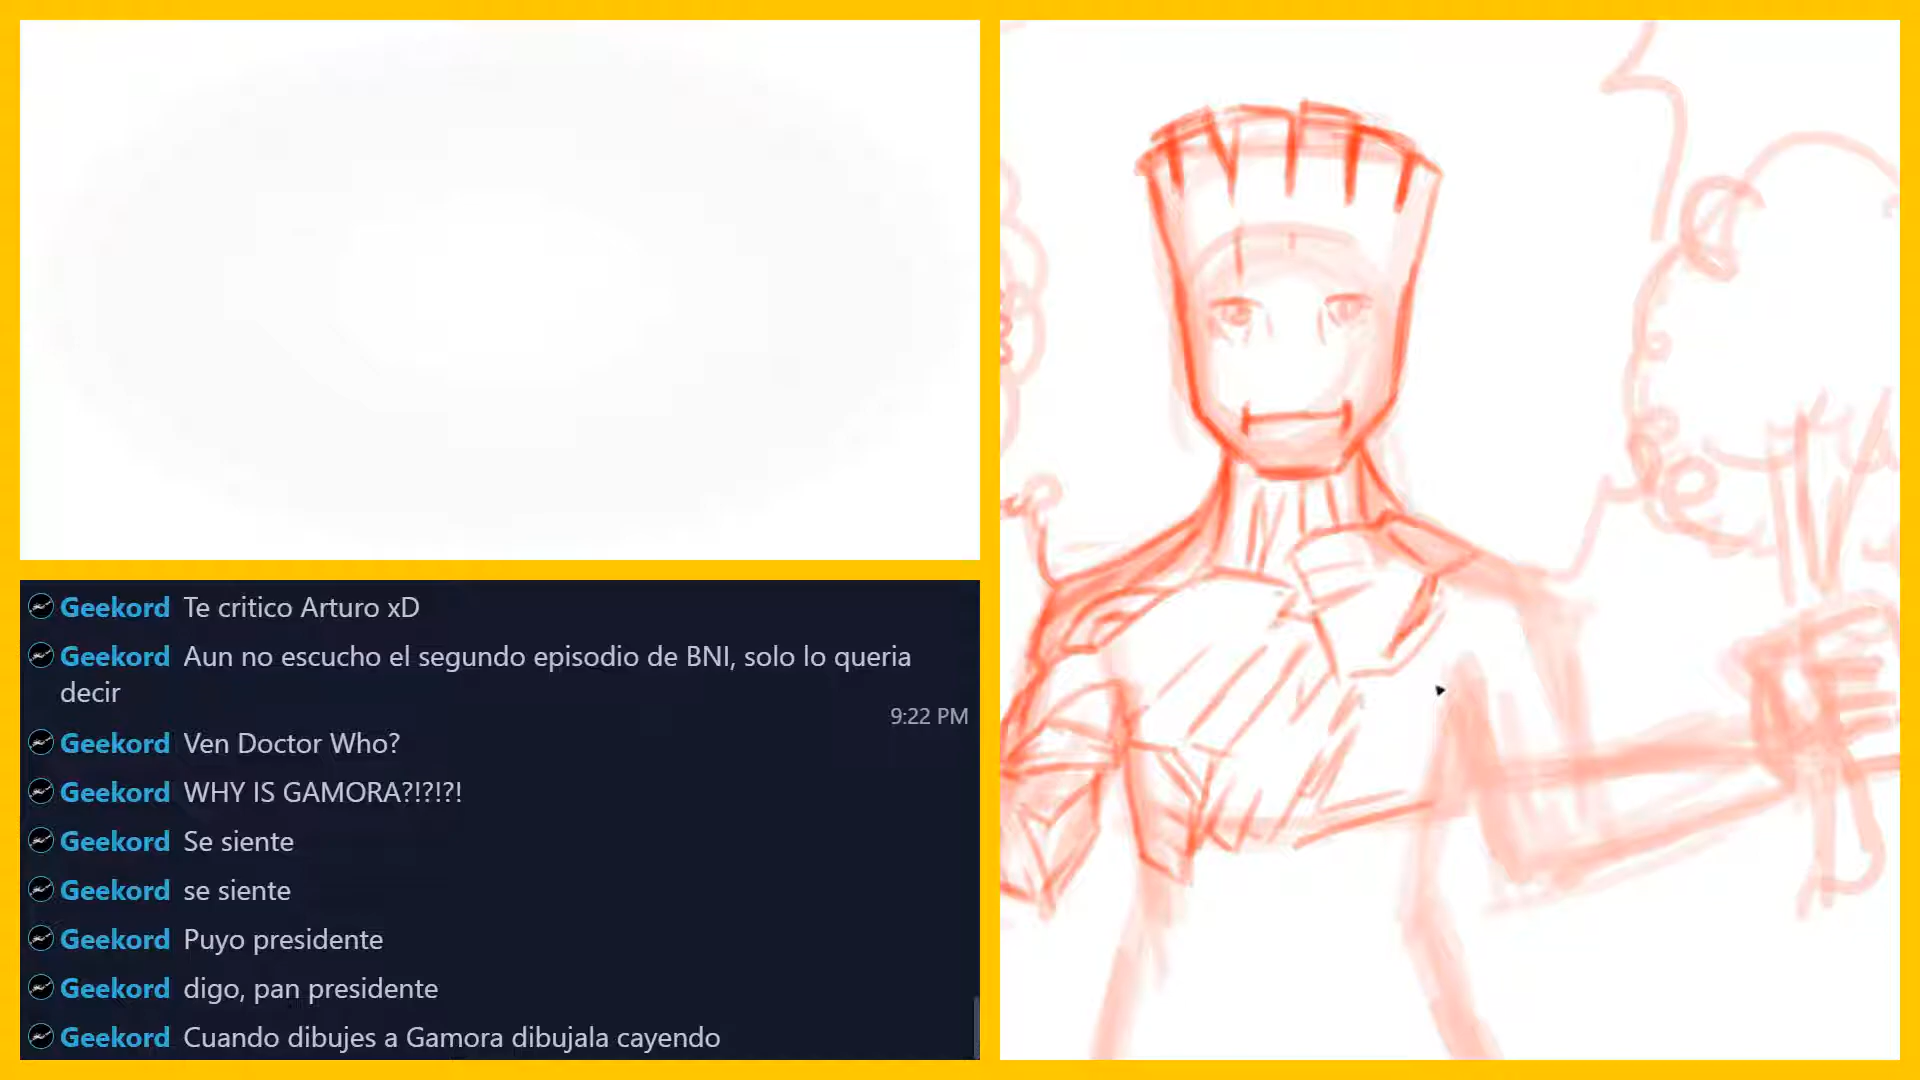 Geekord Te critico Arturo xD
Geekord Aun no escucho el segundo episodio de BNI, solo lo queria
decir
9:22 PM
Geekord Ven Doctor Who?
Geekord WHY IS GAMORA?!?!?!
Geekord Se siente
Geekord se siente
Geekord Puyo presidente
Geekord digo, pan presidente
Geekord Cuando dibujes a Gamora dibujala cayendo